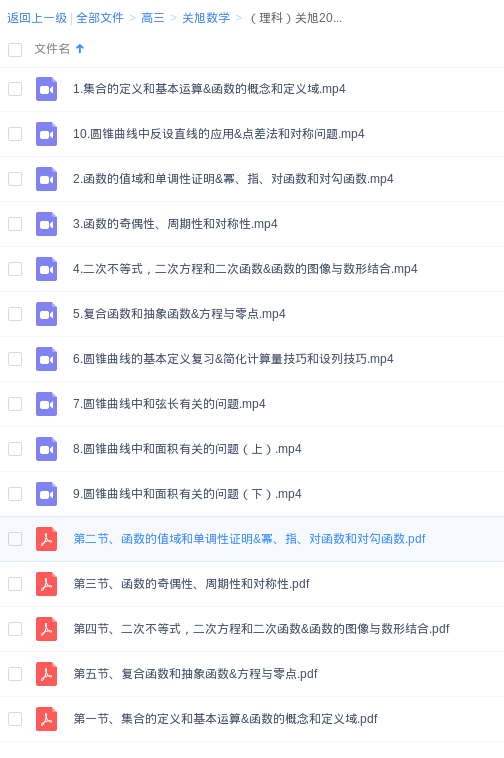 返回上一级 | 全部文件 > 高三 > 关旭数学 > （理科）关旭20...
文件名
1.集合的定义和基本运算&函数的概念和定义域.mp4
10.圆锥曲线中反设直线的应用&点差法和对称问题.mp4
2.函数的值域和单调性证明&幂、指、对函数和对勾函数.mp4
3.函数的奇偶性、周期性和对称性.mp4
4.二次不等式，二次方程和二次函数&函数的图像与数形结合.mp4
5.复合函数和抽象函数&方程与零点.mp4
6.圆锥曲线的基本定义复习&简化计算量技巧和设列技巧.mp4
7.圆锥曲线中和弦长有关的问题.mp4
8.圆锥曲线中和面积有关的问题（上）.mp4
9.圆锥曲线中和面积有关的问题（下）.mp4
第二节、函数的值域和单调性证明&幂、指、对函数和对勾函数.pdf
第三节、函数的奇偶性、周期性和对称性.pdf
第四节、二次不等式，二次方程和二次函数&函数的图像与数形结合.pdf
第五节、复合函数和抽象函数&方程与零点.pdf
第一节、集合的定义和基本运算&函数的概念和定义域.pdf